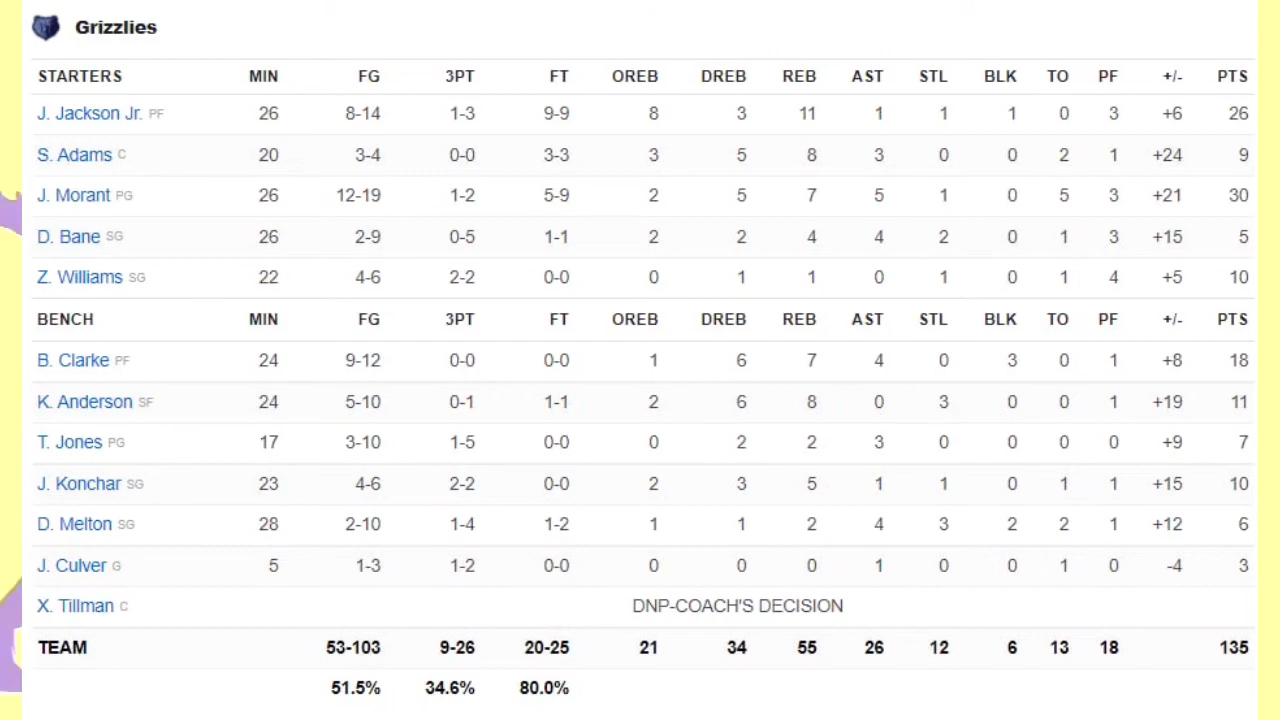 Grizzlies
STARTERS MIN FG 3PT FT OREB DREB REB AST STL BLK TO PF +/- PTS
J. Jackson Jr. PF 26 8-14 1-3 9-9 8 3 11 1 1 1 0 3 +6 26
S. Adams C 20 3-4 0-0 3-3 3 5 8 3 0 0 2 1 +24 9
J. Morant PG 26 12-19 1-2 5-9 2 5 7 5 1 0 5 3 +21 30
D. Bane SG 26 2-9 0-5 1-1 2 2 4 4 2 0 1 3 +15 5
Z. Williams SG 22 4-6 2-2 0-0 0 1 1 0 1 0 1 4 +5 10
BENCH MIN FG 3PT FT OREB DREB REB AST STL BLK TO PF +/- PTS
B. Clarke PF 24 9-12 0-0 0-0 1 6 7 4 0 3 0 1 +8 18
K. Anderson SF 24 5-10 0-1 1-1 2 6 8 0 3 0 0 1 +19 11
T. Jones PG 17 3-10 1-5 0-0 0 2 2 3 0 0 0 0 +9 7
J. Konchar SG 23 4-6 2-2 0-0 2 3 5 1 1 0 1 1 +15 10
D. Melton SG 28 2-10 1-4 1-2 1 1 2 4 3 2 2 1 +12 6
J. Culver G 5 1-3 1-2 0-0 0 0 0 1 0 0 1 0 -4 3
X. Tillman C DNP-COACH'S DECISION
TEAM 53-103 9-26 20-25 21 34 55 26 12 6 13 18 135
51.5% 34.6% 80.0%